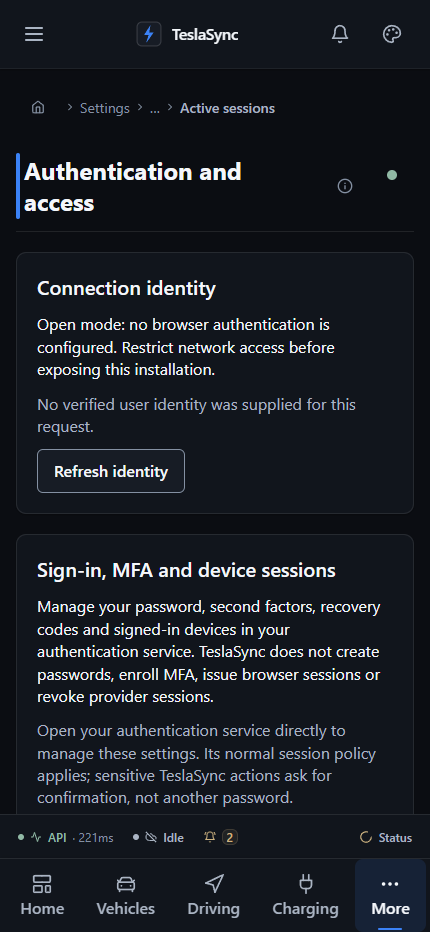 TeslaSync
Settings
...
Active sessions
Authentication and
access
Connection identity
Open mode: no browser authentication is
configured. Restrict network access before
exposing this installation.
No verified user identity was supplied for this
request.
Refresh identity
Sign-in, MFA and device sessions
Manage your password, second factors, recovery
codes and signed-in devices in your
authentication service. TeslaSync does not create
passwords, enroll MFA, issue browser sessions or
revoke provider sessions.
Open your authentication service directly to
manage these settings. Its normal session policy
applies; sensitive TeslaSync actions ask for
confirmation, not another password.
API · 221ms
Idle
2
Status
Home
Vehicles
Driving
Charging
More